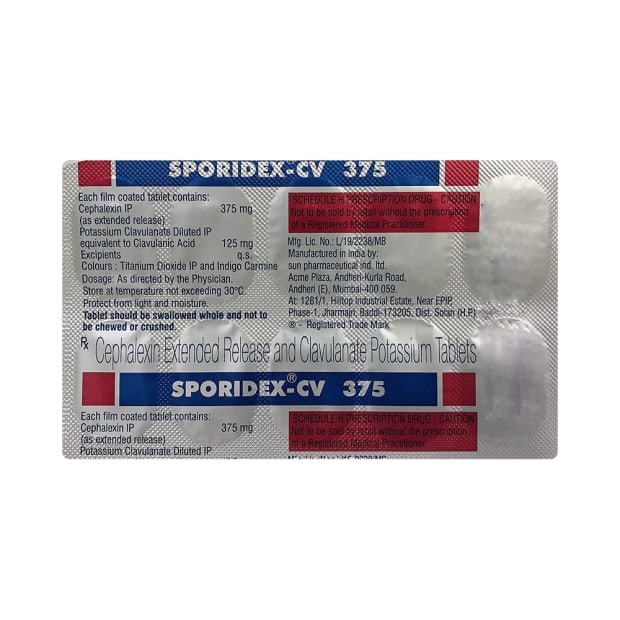 SPORIDEX-CV 375
Each film coated tablet contains:
Cephalexin IP 375 mg
(as extended release)
Potassium Clavulanate Diluted IP
equivalent to Clavulanic Acid 125 mg
Excipients q.s.
Colours : Titanium Dioxide IP and Indigo Carmine
Dosage: As directed by the Physician.
Store at temperature not exceeding 30°C.
Protect from light and moisture.
Tablet should be swallowed whole and not to
be chewed or crushed.
SCHEDULE H PRESCRIPTION DRUG - CAUTION
Not to be sold by retail without the prescription
of a Registered Medical Practitioner.
Mfg. Lic. No.: L/19/2238/MB
Manufactured in India by:
sun pharmaceutical ind. ltd.
Acme Plaza, Andheri-Kurla Road,
Andheri (E), Mumbai-400 059.
At: 1281/1, Hilltop Industrial Estate, Near EPIP,
Phase-1, Jharmajri, Baddi-173205, Dist. Solan (H.P.)
® - Registered Trade Mark
Rx Cephalexin Extended Release and Clavulanate Potassium Tablets
SPORIDEX®-CV 375
Each film coated tablet contains:
Cephalexin IP 375 mg
(as extended release)
Potassium Clavulanate Diluted IP
SCHEDULE H PRESCRIPTION DRUG - CAUTION
Not to be sold by retail without the prescription
of a Registered Medical Practitioner.